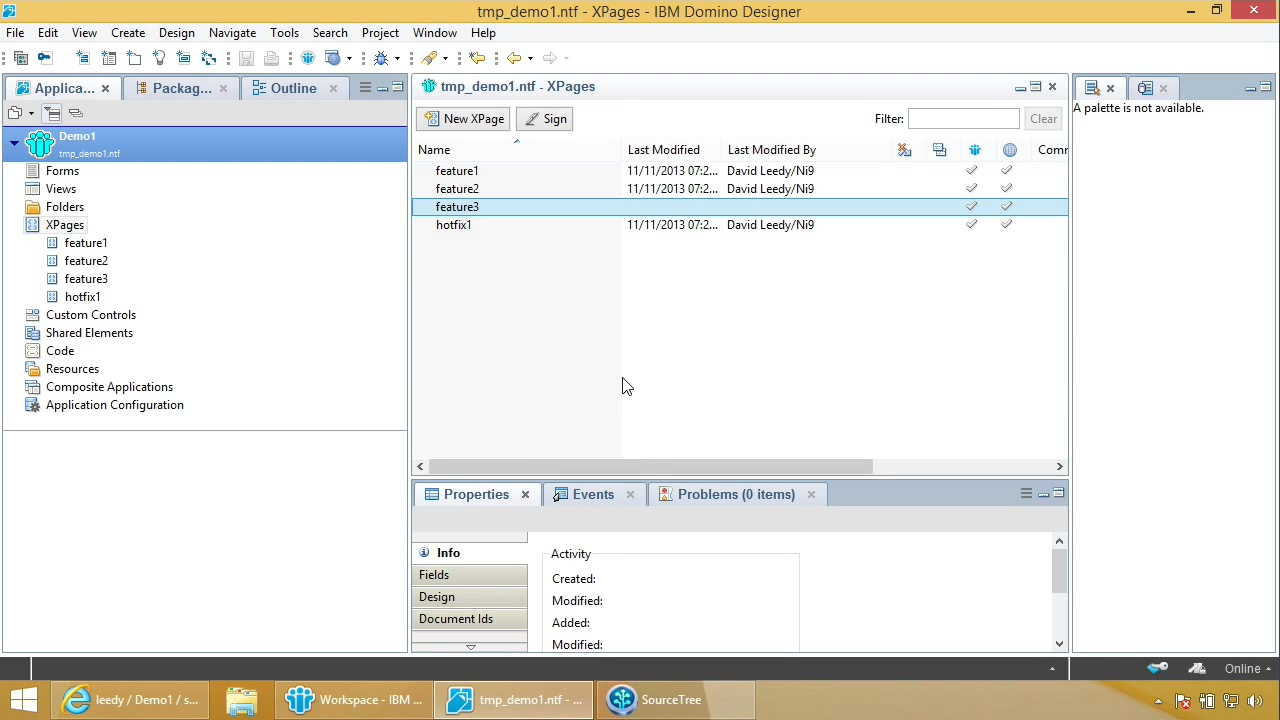 tmp_demo1.ntf - XPages - IBM Domino Designer
File Edit View Create Design Navigate Tools Search Project Window Help
Applica... Packag... Outline
tmp_demo1.ntf - XPages
A palette is not available.
New XPage Sign Filter: Clear
Demo1
tmp_demo1.ntf
Forms
Views
Folders
XPages
feature1
feature2
feature3
hotfix1
Custom Controls
Shared Elements
Code
Resources
Composite Applications
Application Configuration
Name Last Modified Last Modified By Comr
feature1 11/11/2013 07:2... David Leedy/Ni9
feature2 11/11/2013 07:2... David Leedy/Ni9
feature3
hotfix1 11/11/2013 07:2... David Leedy/Ni9
Properties Events Problems (0 items)
Info
Fields
Design
Document Ids
Activity
Created:
Modified:
Added:
Modified:
Online
leedy / Demo1 / s... Workspace - IBM ... tmp_demo1.ntf - ... SourceTree